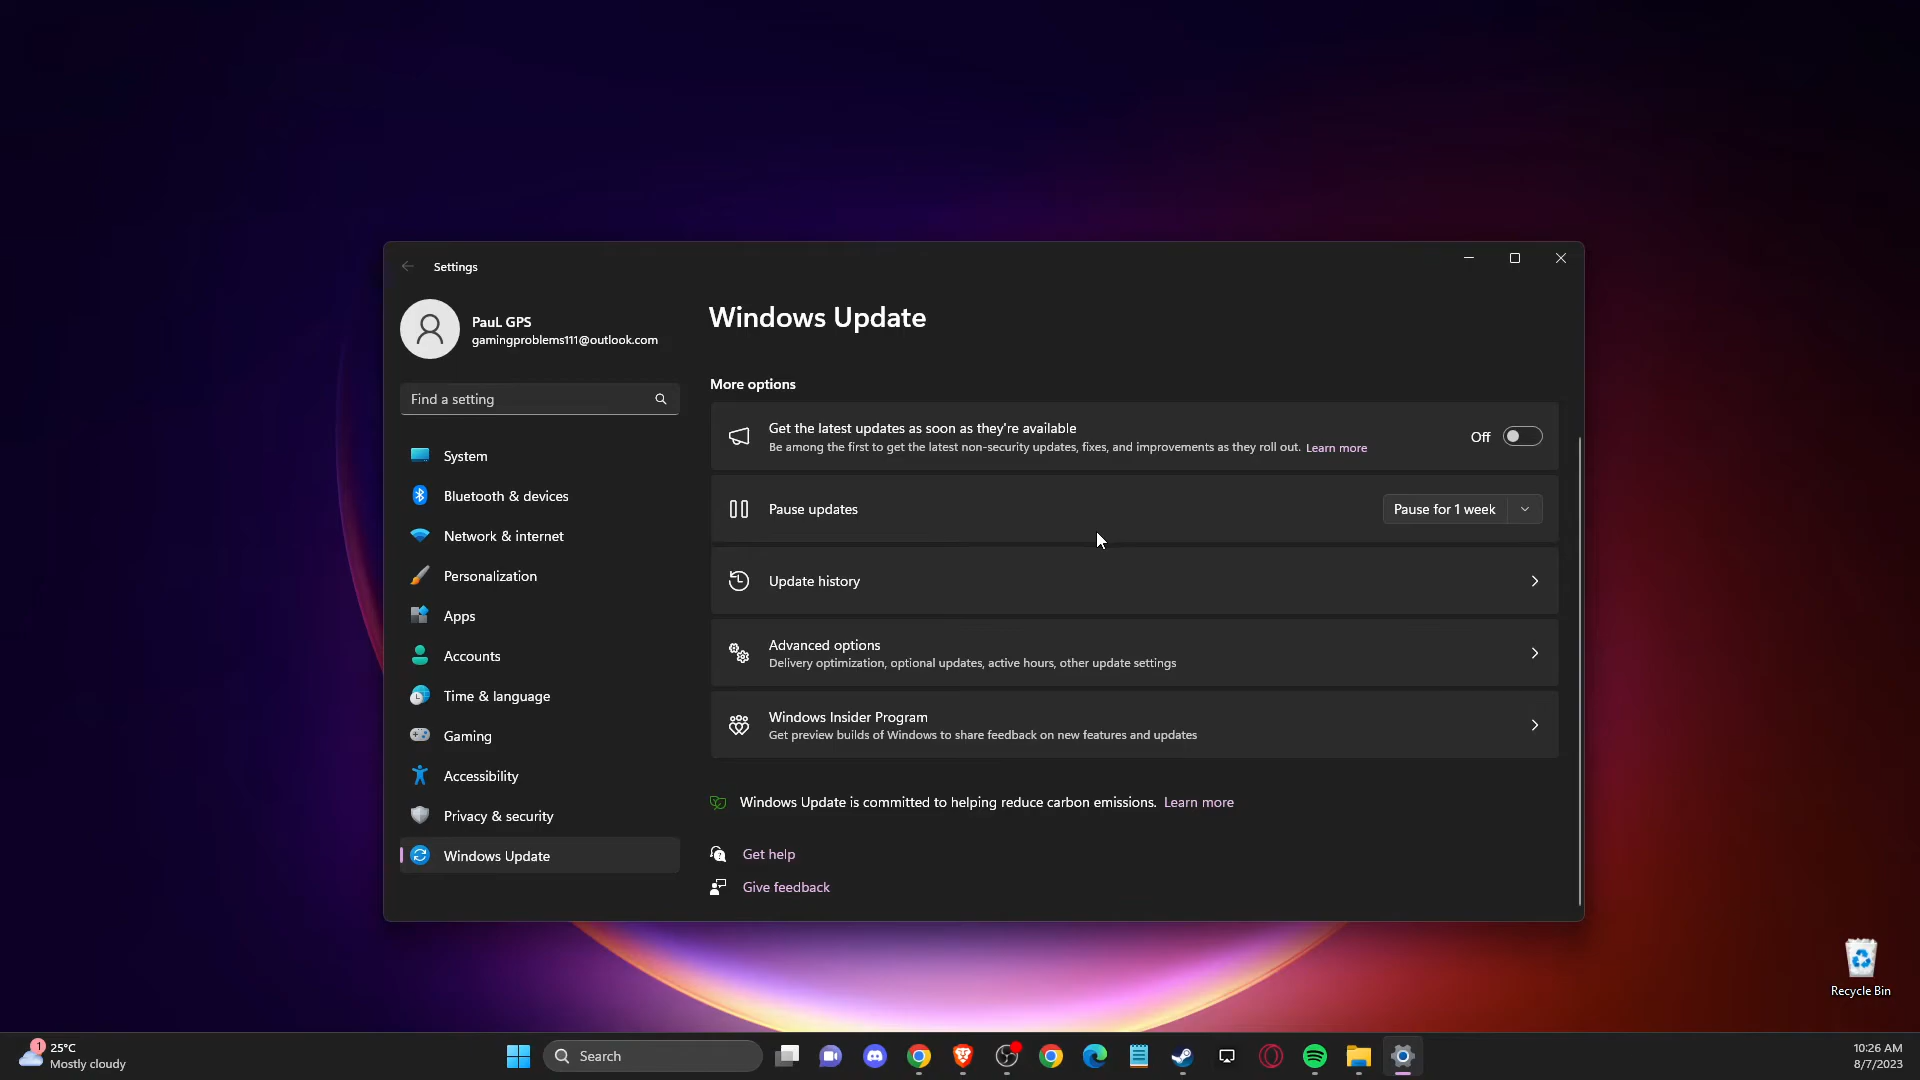 Settings
PauL GPS
gamingproblems111@outlook.com
Find a setting
System
Bluetooth & devices
Network & internet
Personalization
Apps
Accounts
Time & language
Gaming
Accessibility
Privacy & security
Windows Update
Windows Update
More options
Get the latest updates as soon as they're available
Be among the first to get the latest non-security updates, fixes, and improvements as they roll out. Learn more
Off
Pause updates
Pause for 1 week
Update history
Advanced options
Delivery optimization, optional updates, active hours, other update settings
Windows Insider Program
Get preview builds of Windows to share feedback on new features and updates
Windows Update is committed to helping reduce carbon emissions. Learn more
Get help
Give feedback
Recycle Bin
1
25°C
Mostly cloudy
Search
10:26 AM
8/7/2023